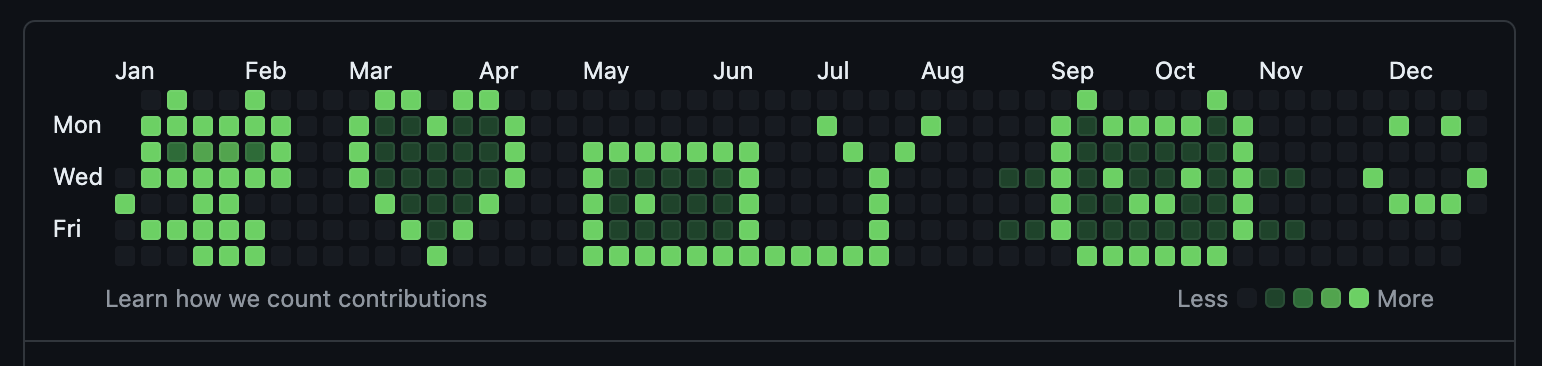 Jan Feb Mar Apr May Jun Jul Aug Sep Oct Nov Dec
Mon
Wed
Fri
Learn how we count contributions
Less More